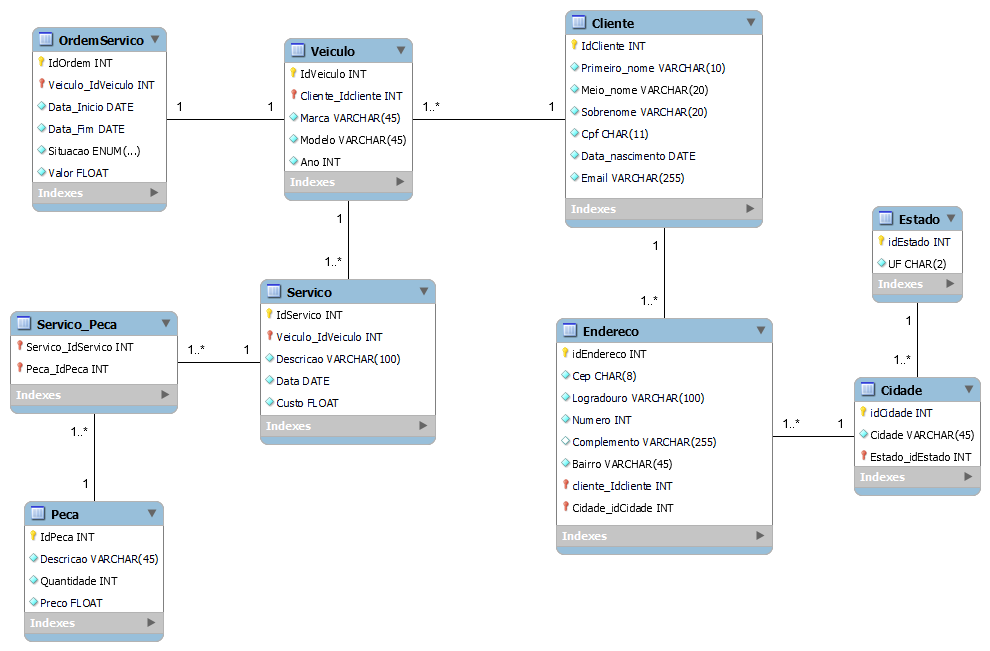 OrdemServico
IdOrdem INT
Veiculo_IdVeiculo INT
Data_Inicio DATE
Data_Fim DATE
Situacao ENUM(...)
Valor FLOAT
Indexes
1
1
Veiculo
IdVeiculo INT
Cliente_Idcliente INT
Marca VARCHAR(45)
Modelo VARCHAR(45)
Ano INT
Indexes
1..*
1
Cliente
IdCliente INT
Primeiro_nome VARCHAR(10)
Meio_nome VARCHAR(20)
Sobrenome VARCHAR(20)
Cpf CHAR(11)
Data_nascimento DATE
Email VARCHAR(255)
Indexes
1
1..*
1
1..*
Estado
idEstado INT
UF CHAR(2)
Indexes
1
1..*
Servico_Peca
Servico_IdServico INT
Peca_IdPeca INT
Indexes
1..*
1
Servico
IdServico INT
Veiculo_IdVeiculo INT
Descricao VARCHAR(100)
Data DATE
Custo FLOAT
Indexes
Endereco
idEndereco INT
Cep CHAR(8)
Logradouro VARCHAR(100)
Numero INT
Complemento VARCHAR(255)
Bairro VARCHAR(45)
cliente_Idcliente INT
Cidade_idCidade INT
Indexes
1..*
1
Cidade
idCidade INT
Cidade VARCHAR(45)
Estado_idEstado INT
Indexes
1..*
1
Peca
IdPeca INT
Descricao VARCHAR(45)
Quantidade INT
Preco FLOAT
Indexes